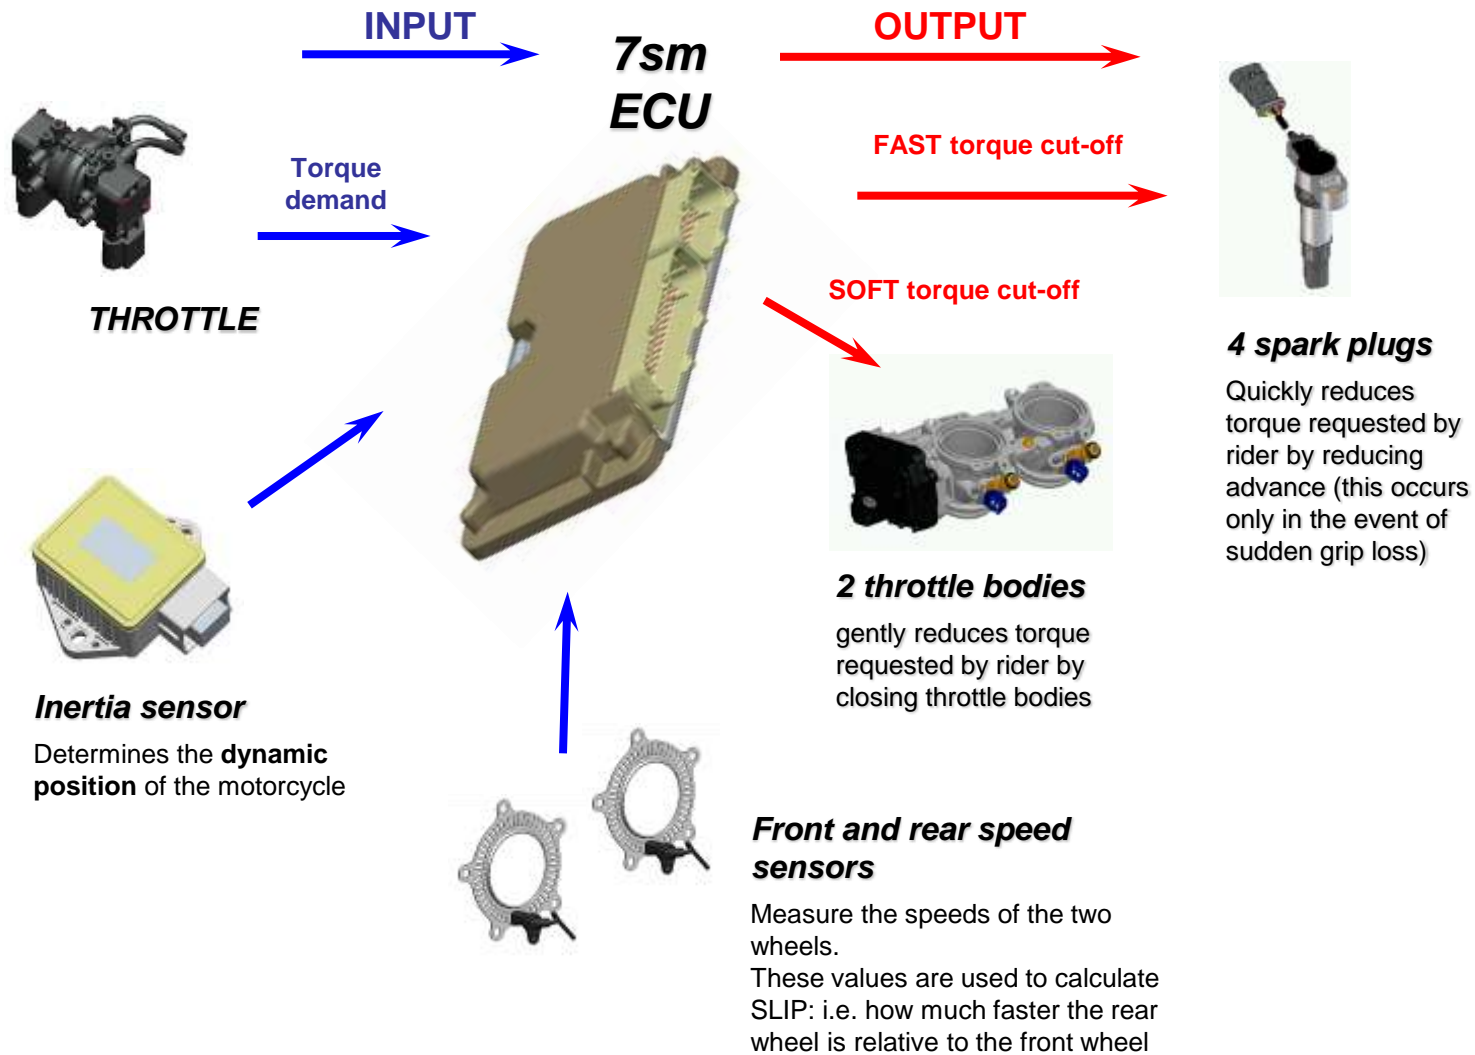 INPUT
OUTPUT
7sm
ECU
Torque
demand
FAST torque cut-off
THROTTLE
SOFT torque cut-off
4 spark plugs
Quickly reduces
torque requested by
rider by reducing
advance (this occurs
only in the event of
sudden grip loss)
2 throttle bodies
gently reduces torque
requested by rider by
closing throttle bodies
Inertia sensor
Determines the dynamic
position of the motorcycle
Front and rear speed
sensors
Measure the speeds of the two
wheels.
These values are used to calculate
SLIP: i.e. how much faster the rear
wheel is relative to the front wheel